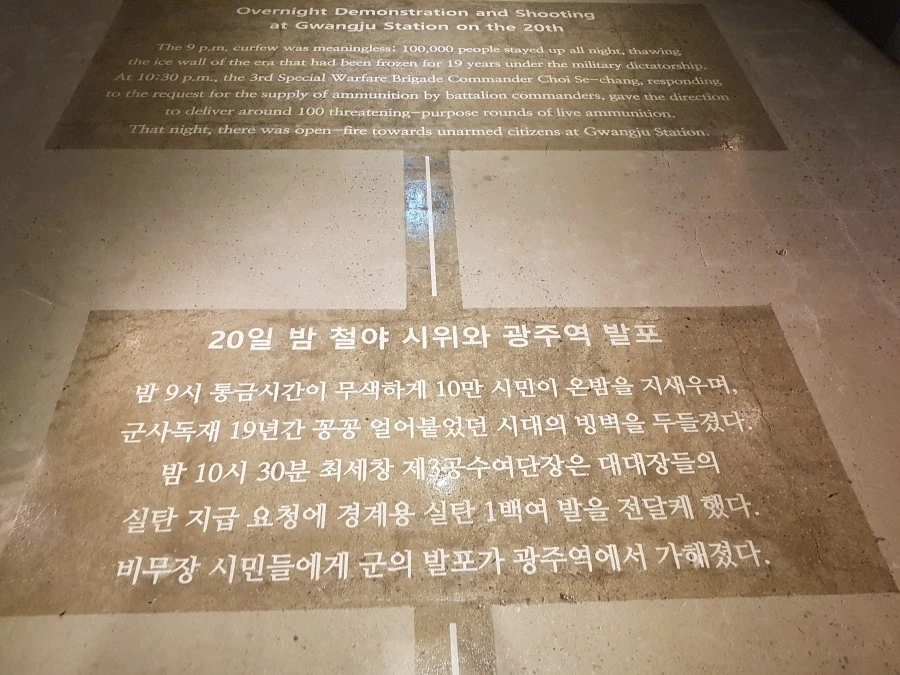 Overnight Demonstration and Shooting
at Gwangju Station on the 20th
The 9 p.m. curfew was meaningless; 100,000 people stayed up all night, thawing
the ice wall of the era that had been frozen for 19 years under the military dictatorship.
At 10:30 p.m., the 3rd Special Warfare Brigade Commander Choi Se-chang, responding
to the request for the supply of ammunition by battalion commanders, gave the direction
to deliver around 100 threatening-purpose rounds of live ammunition.
That night, there was open-fire towards unarmed citizens at Gwangju Station.
20일 밤 철야 시위와 광주역 발포
밤 9시 통금시간이 무색하게 10만 시민이 온밤을 지새우며,
군사독재 19년간 꽁꽁 얼어붙었던 시대의 빙벽을 두들겼다.
밤 10시 30분 최세창 제3공수여단장은 대대장들의
실탄 지급 요청에 경계용 실탄 1백여 발을 전달케 했다.
비무장 시민들에게 군의 발포가 광주역에서 가해졌다.